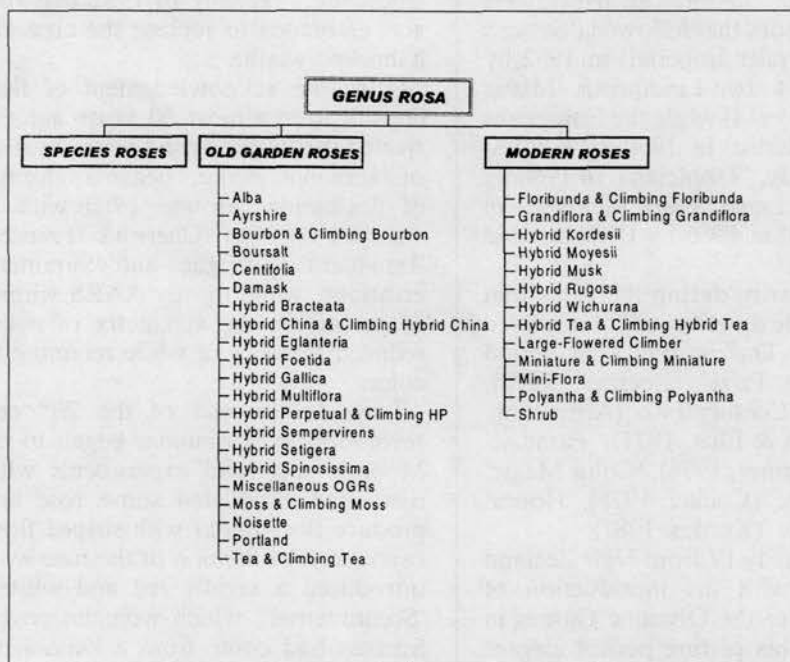 GENUS ROSA
SPECIES ROSES
OLD GARDEN ROSES
MODERN ROSES
Alba
Ayrshire
Bourbon & Climbing Bourbon
Boursalt
Centifolia
Damask
Hybrid Bracteata
Hybrid China & Climbing Hybrid China
Hybrid Eglanteria
Hybrid Foetida
Hybrid Gallica
Hybrid Multiflora
Hybrid Perpetual & Climbing HP
Hybrid Sempervirens
Hybrid Setigera
Hybrid Spinosissima
Miscellaneous OGRs
Moss & Climbing Moss
Noisette
Portland
Tea & Climbing Tea
Floribunda & Climbing Floribunda
Grandiflora & Climbing Grandiflora
Hybrid Kordesii
Hybrid Moyesii
Hybrid Musk
Hybrid Rugosa
Hybrid Wichurana
Hybrid Tea & Climbing Hybrid Tea
Large-Flowered Climber
Miniature & Climbing Miniature
Mini-Flora
Polyantha & Climbing Polyantha
Shrub